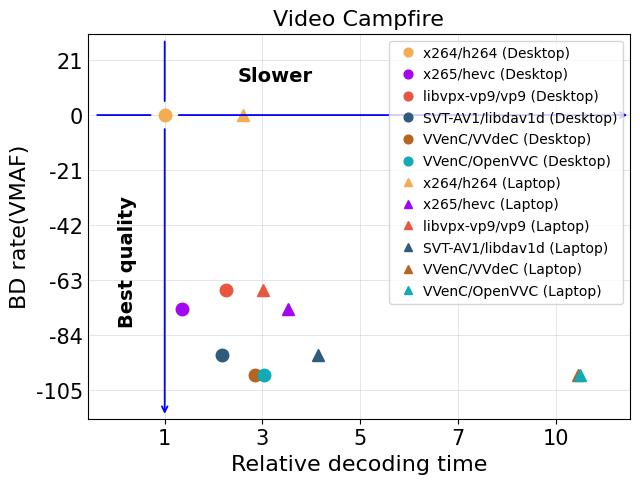 Video Campfire
x264/h264 (Desktop)
x265/hevc (Desktop)
libvpx-vp9/vp9 (Desktop)
SVT-AV1/libdav1d (Desktop)
VVenC/VVdeC (Desktop)
VVenC/OpenVVC (Desktop)
x264/h264 (Laptop)
x265/hevc (Laptop)
libvpx-vp9/vp9 (Laptop)
SVT-AV1/libdav1d (Laptop)
VVenC/VVdeC (Laptop)
VVenC/OpenVVC (Laptop)
Slower
Best quality
BD rate(VMAF)
21
0
-21
-42
-63
-84
-105
1 3 5 7 10
Relative decoding time